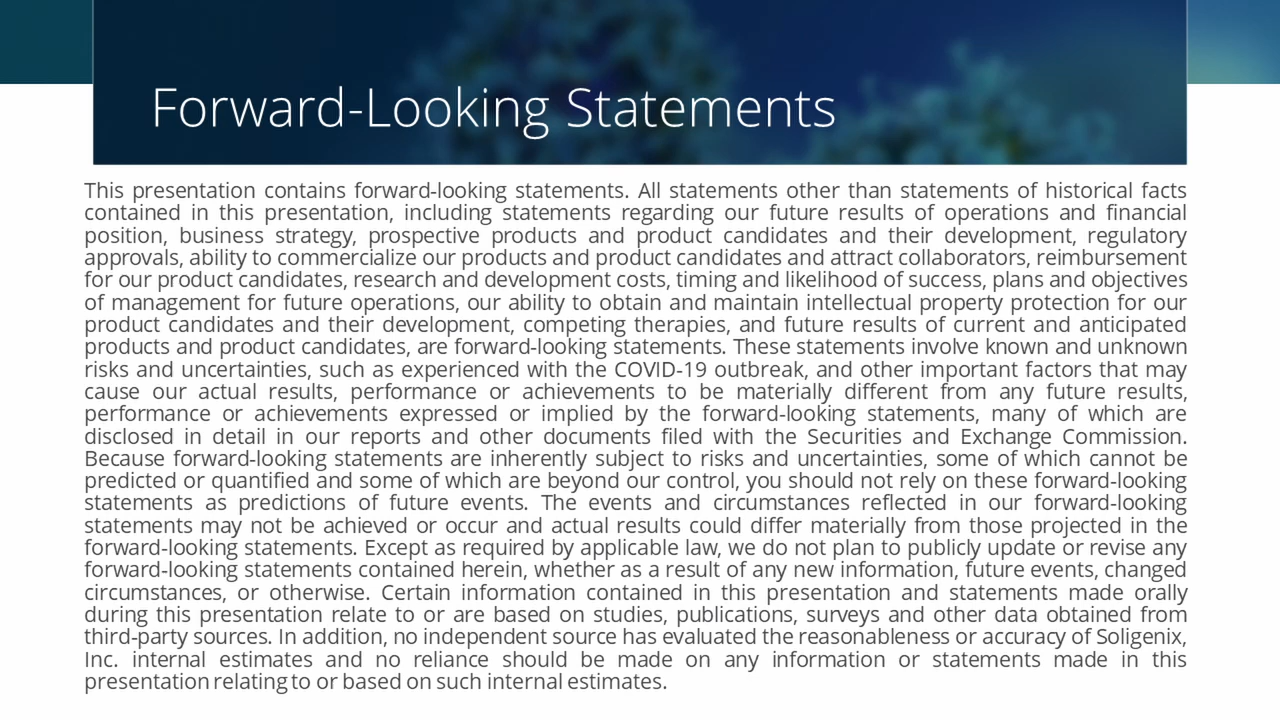 Forward-Looking Statements
This presentation contains forward-looking statements. All statements other than statements of historical facts
contained in this presentation, including statements regarding our future results of operations and financial
position, business strategy, prospective products and product candidates and their development, regulatory
approvals, ability to commercialize our products and product candidates and attract collaborators, reimbursement
for our product candidates, research and development costs, timing and likelihood of success, plans and objectives
of management for future operations, our ability to obtain and maintain intellectual property protection for our
product candidates and their development, competing therapies, and future results of current and anticipated
products and product candidates, are forward-looking statements. These statements involve known and unknown
risks and uncertainties, such as experienced with the COVID-19 outbreak, and other important factors that may
cause our actual results, performance or achievements to be materially different from any future results,
performance or achievements expressed or implied by the forward-looking statements, many of which are
disclosed in detail in our reports and other documents filed with the Securities and Exchange Commission.
Because forward-looking statements are inherently subject to risks and uncertainties, some of which cannot be
predicted or quantified and some of which are beyond our control, you should not rely on these forward-looking
statements as predictions of future events. The events and circumstances reflected in our forward-looking
statements may not be achieved or occur and actual results could differ materially from those projected in the
forward-looking statements. Except as required by applicable law, we do not plan to publicly update or revise any
forward-looking statements contained herein, whether as a result of any new information, future events, changed
circumstances, or otherwise. Certain information contained in this presentation and statements made orally
during this presentation relate to or are based on studies, publications, surveys and other data obtained from
third-party sources. In addition, no independent source has evaluated the reasonableness or accuracy of Soligenix,
Inc. internal estimates and no reliance should be made on any information or statements made in this
presentation relating to or based on such internal estimates.